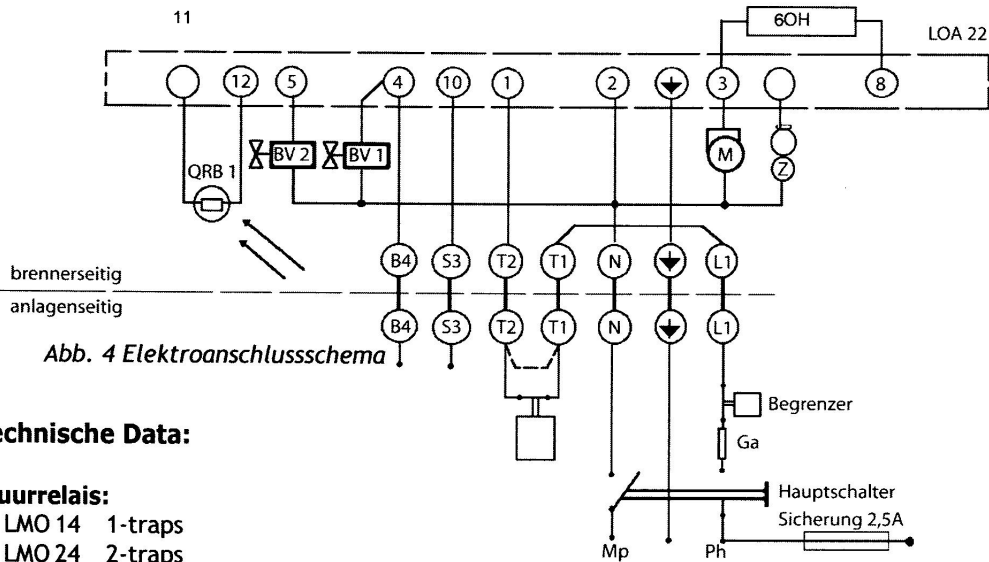 11
6OH
LOA 22
12 5 4 10 1 2 3 8
BV 2 BV 1 M
QRB 1 Z
B4 S3 T2 T1 N L1
brennerseitig
anlagenseitig
B4 S3 T2 T1 N L1
Abb. 4 Elektroanschlussschema
Begrenzer
echnische Data:
Ga
uurrelais:
LMO 14 1-traps
Hauptschalter
Sicherung 2,5A
LMO 24 2-traps
Mp Ph